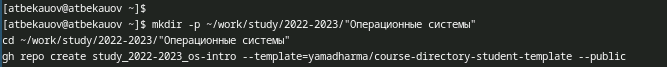 [atbekauov@atbekauov ~]$
[atbekauov@atbekauov ~]$ mkdir -p ~/work/study/2022-2023/"Операционные системы"
cd ~/work/study/2022-2023/"Операционные системы"
gh repo create study_2022-2023_os-intro --template=yamadharma/course-directory-student-template --public